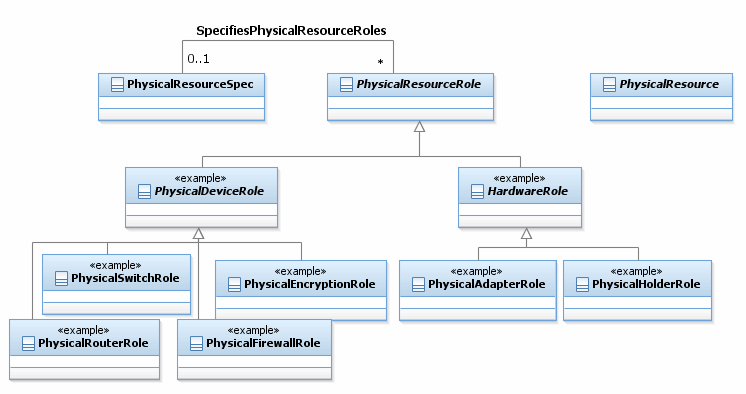 SpecifiesPhysicalResourceRoles
0..1
*
PhysicalResourceSpec
PhysicalResourceRole
PhysicalResource
«example»
PhysicalDeviceRole
«example»
HardwareRole
«example»
PhysicalSwitchRole
«example»
PhysicalEncryptionRole
«example»
PhysicalAdapterRole
«example»
PhysicalHolderRole
«example»
PhysicalRouterRole
«example»
PhysicalFirewallRole